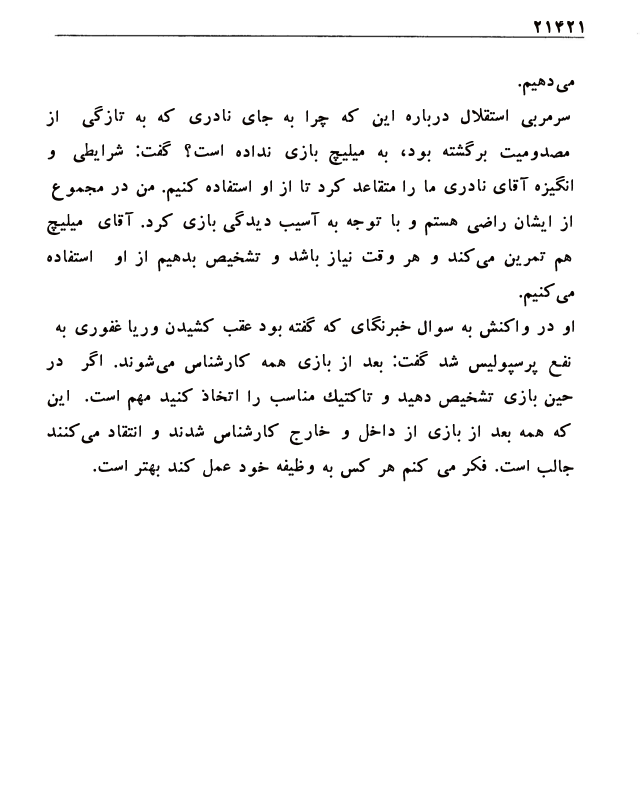 ۲۱۴۲۱
می‌دهیم.
سرمربی استقلال درباره این که چرا به جای نادری که به تازگی از
مصدومیت برگشته بود، به میلیچ بازی نداده است؟ گفت: شرایطی و
انگیزه آقای نادری ما را متقاعد کرد تا از او استفاده کنیم. من در مجموع
از ایشان راضی هستم و با توجه به آسیب دیدگی بازی کرد. آقای میلیچ
هم تمرین می‌کند و هر وقت نیاز باشد و تشخیص بدهیم از او استفاده
می‌کنیم.
او در واکنش به سوال خبرنگای که گفته بود عقب کشیدن وریا غفوری به
نفع پرسپولیس شد گفت: بعد از بازی همه کارشناس می‌شوند. اگر در
حین بازی تشخیص دهید و تاکتیك مناسب را اتخاذ کنید مهم است. این
که همه بعد از بازی از داخل و خارج کارشناس شدند و انتقاد می‌کنند
جالب است. فکر می کنم هر کس به وظیفه خود عمل کند بهتر است.